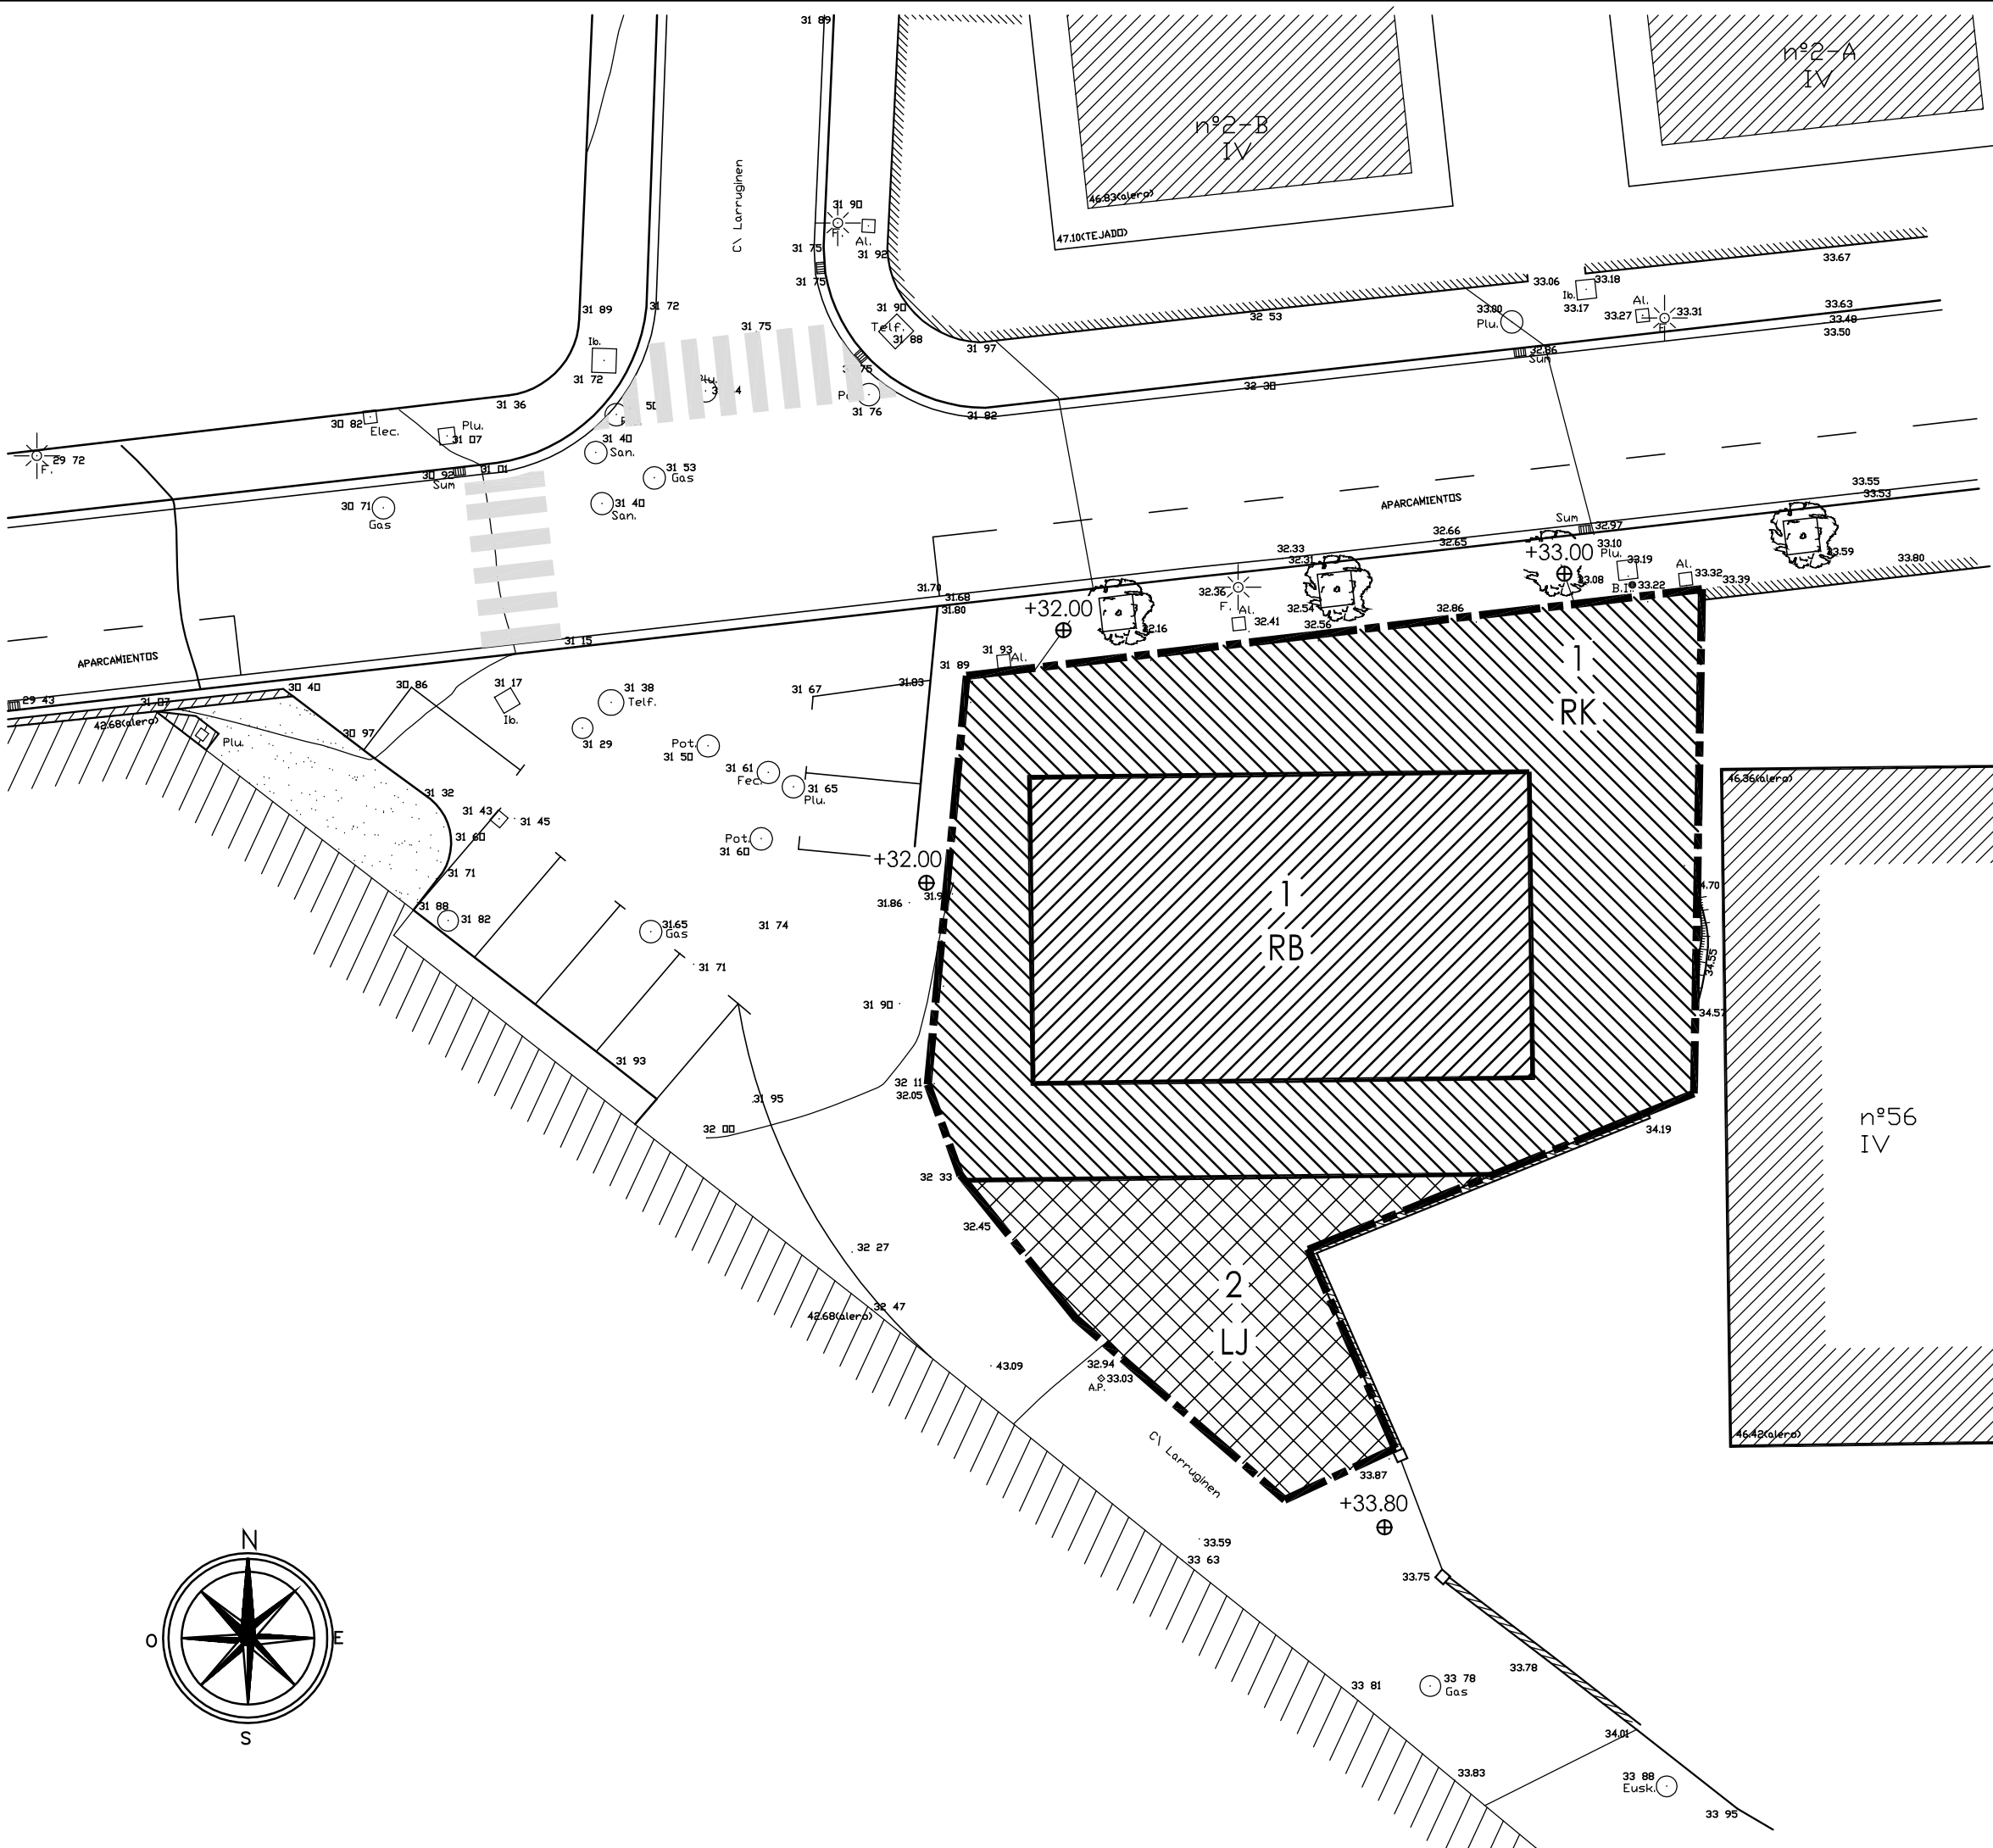 31 89
nº2-A
IV
nº2-B
IV
C\ Larruginen
46.83(alero)
47.10(TEJADO)
31 90
F.
Al.
31 75
31 92
31 75
33.67
33.06
33.18
Ib.
33.17
Al.
33.27
33.31
F.
33.63
33.48
33.50
31 89
31 72
31 90
Telf.
31 88
31 75
32 53
33.00
Plu.
31 97
32.86
Sum
Ib.
31 72
31 76
32 30
31 82
31 36
30 82
Elec.
Plu.
31 07
31 40
San.
29 72
F.
30 92
Sum
31 01
31 53
Gas
30 71
Gas
31 40
San.
APARCAMIENTOS
33.55
33.53
Sum
32.97
32.66
32.65
33.10
Plu.
+33.00
32.33
32.31
33.19
33.08
B.I.
33.22
Al.
33.32
33.39
33.59
33.80
31.70
31.68
31.80
+32.00
32.16
32.36
F.
Al.
32.41
32.54
32.56
32.86
31 15
APARCAMIENTOS
31 93
Al.
31 89
31.83
31 67
1
RK
29 43
30 40
31 07
42.68(alero)
Plu.
30 86
30 97
31 17
Ib.
31 38
Telf.
31 29
Pot.
31 50
31 61
Fec.
31 65
Plu.
46.36(alero)
31 32
31 43
31 45
31 60
Pot.
31 60
+32.00
31 71
31 88
31 82
31.86
31.65
Gas
31 74
31 71
1
RB
34.55
34.57
31 90
31 93
31 95
32 11
32.05
32 00
34.19
nº56
IV
32 33
32.45
32 27
2
LJ
32 47
42.68(alero)
43.09
32.94
33.03
A.P.
46.42(alero)
C\ Larruginen
33.87
+33.80
33.59
33 63
33.75
N
O
E
S
33.78
33 78
Gas
33 81
34.01
33.83
33 88
Eusk.
33 95